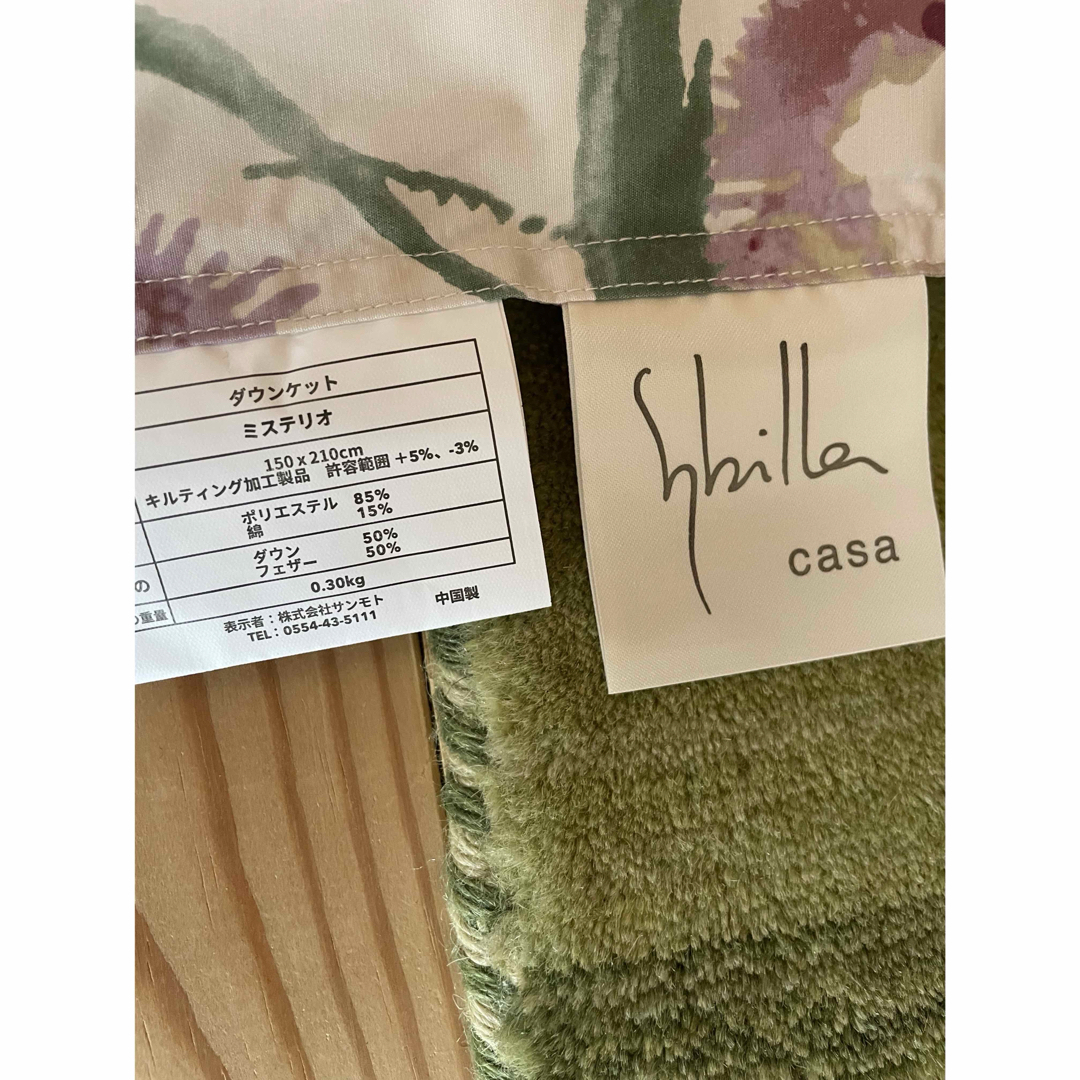 ダウンケット
ミステリオ
150x210cm
キルティング加工製品 許容範囲 +5%、-3%
ポリエステル 85%
綿 15%
ダウン 50%
フェザー 50%
の
0.30kg
の重量
表示者：株式会社サンモト 中国製
TEL：0554-43-5111
Sybilla
casa